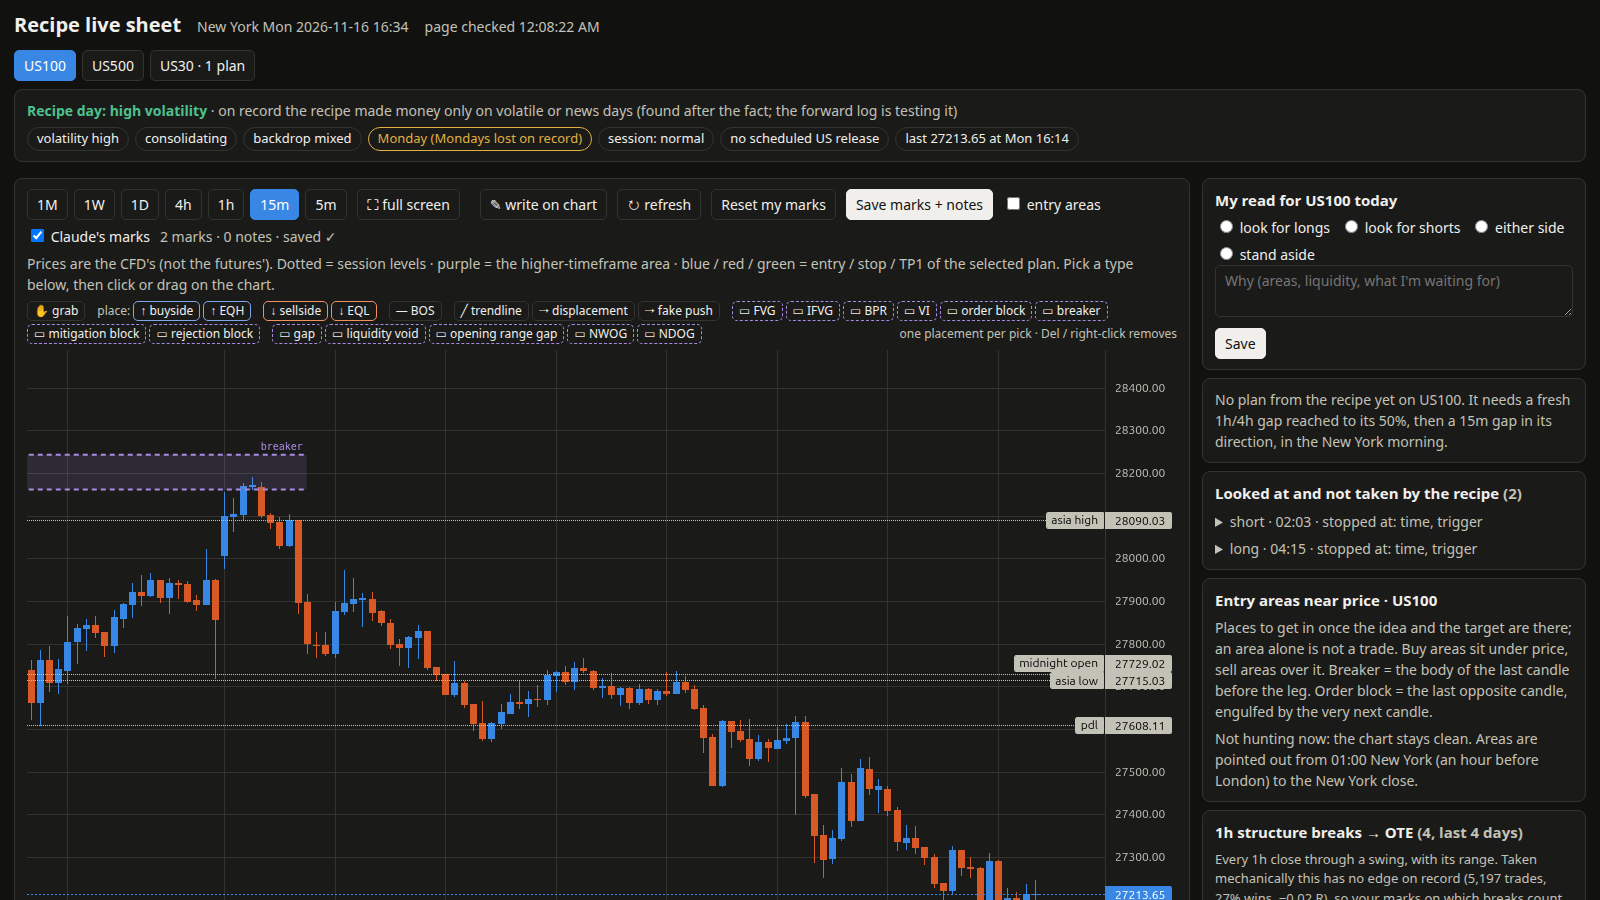 Recipe live sheet New York Mon 2026-11-16 16:34 page checked 12:08:22 AM
US100 US500 US30 · 1 plan
Recipe day: high volatility · on record the recipe made money only on volatile or news days (found after the fact; the forward log is testing it)
volatility high consolidating backdrop mixed Monday (Mondays lost on record) session: normal no scheduled US release last 27213.65 at Mon 16:14
1M 1W 1D 4h 1h 15m 5m ⛶ full screen ✎ write on chart ↻ refresh Reset my marks Save marks + notes entry areas
Claude's marks 2 marks · 0 notes · saved ✓
Prices are the CFD's (not the futures'). Dotted = session levels · purple = the higher-timeframe area · blue / red / green = entry / stop / TP1 of the selected plan. Pick a type
below, then click or drag on the chart.
✋ grab place: ↑ buyside ↑ EQH ↓ sellside ↓ EQL — BOS ╱ trendline → displacement → fake push ▭ FVG ▭ IFVG ▭ BPR ▭ VI ▭ order block ▭ breaker
▭ mitigation block ▭ rejection block ▭ gap ▭ liquidity void ▭ opening range gap ▭ NWOG ▭ NDOG one placement per pick · Del / right-click removes
28400.00
28300.00
breaker
28200.00
asia high 28090.03
28000.00
27900.00
27800.00
midnight open 27729.02
asia low 27715.03
pdl 27608.11
27500.00
27400.00
27300.00
27213.65
My read for US100 today
look for longs look for shorts either side
stand aside
Why (areas, liquidity, what I'm waiting for)
Save
No plan from the recipe yet on US100. It needs a fresh
1h/4h gap reached to its 50%, then a 15m gap in its
direction, in the New York morning.
Looked at and not taken by the recipe (2)
▶ short · 02:03 · stopped at: time, trigger
▶ long · 04:15 · stopped at: time, trigger
Entry areas near price · US100
Places to get in once the idea and the target are there;
an area alone is not a trade. Buy areas sit under price,
sell areas over it. Breaker = the body of the last candle
before the leg. Order block = the last opposite candle,
engulfed by the very next candle.
Not hunting now: the chart stays clean. Areas are
pointed out from 01:00 New York (an hour before
London) to the New York close.
1h structure breaks → OTE (4, last 4 days)
Every 1h close through a swing, with its range. Taken
mechanically this has no edge on record (5,197 trades,
27% wins, −0.02 R), so your marks on which breaks count